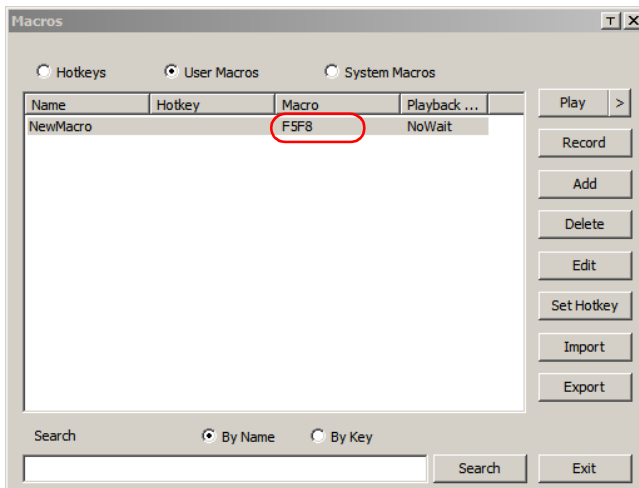 Macros T X
Hotkeys User Macros System Macros
Name Hotkey Macro Playback ... Play >
NewMacro F5F8 NoWait
Record
Add
Delete
Edit
Set Hotkey
Import
Export
Search By Name By Key
Search Exit